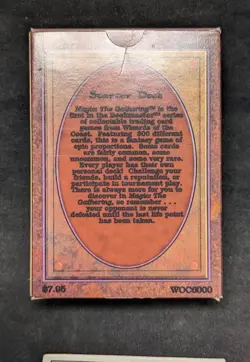 Starter Deck
Magic: The Gathering™ is the
first in the Deckmaster™ series
of collectable trading card
games from Wizards of the
Coast. Featuring 300 different
cards, this is a fantasy game of
epic proportions. Some cards
are fairly common, some
uncommon, and some very rare.
Every player has their own
personal deck! Challenge your
friends, build a reputation, or
participate in tournament play.
There is always more for you to
discover in Magic: The
Gathering, so remember . . .
your opponent is never
defeated until the last life point
has been taken.
$7.95
WOC6000